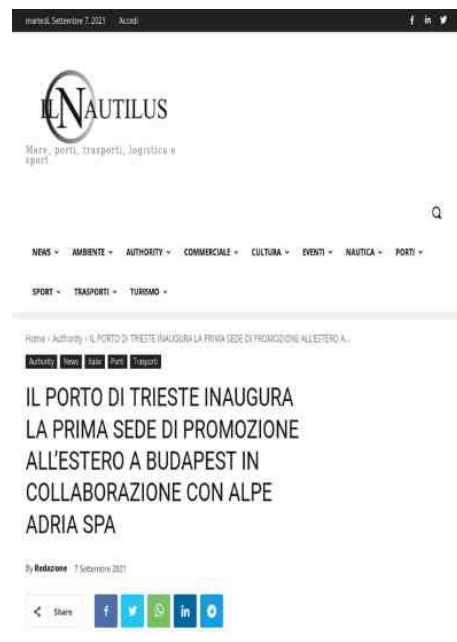 martedì, Settembre 7, 2021 Accedi
IL NAUTILUS
Mare, porti, trasporti, logistica e
sport
NEWS AMBIENTE AUTHORITY COMMERCIALE CULTURA EVENTI NAUTICA PORTI
SPORT TRASPORTI TURISMO
Home › Authority › IL PORTO DI TRIESTE INAUGURA LA PRIMA SEDE DI PROMOZIONE ALL'ESTERO A...
Authority News Italia Porti Trasporti
IL PORTO DI TRIESTE INAUGURA
LA PRIMA SEDE DI PROMOZIONE
ALL'ESTERO A BUDAPEST IN
COLLABORAZIONE CON ALPE
ADRIA SPA
By Redazione 7 Settembre 2021
Share